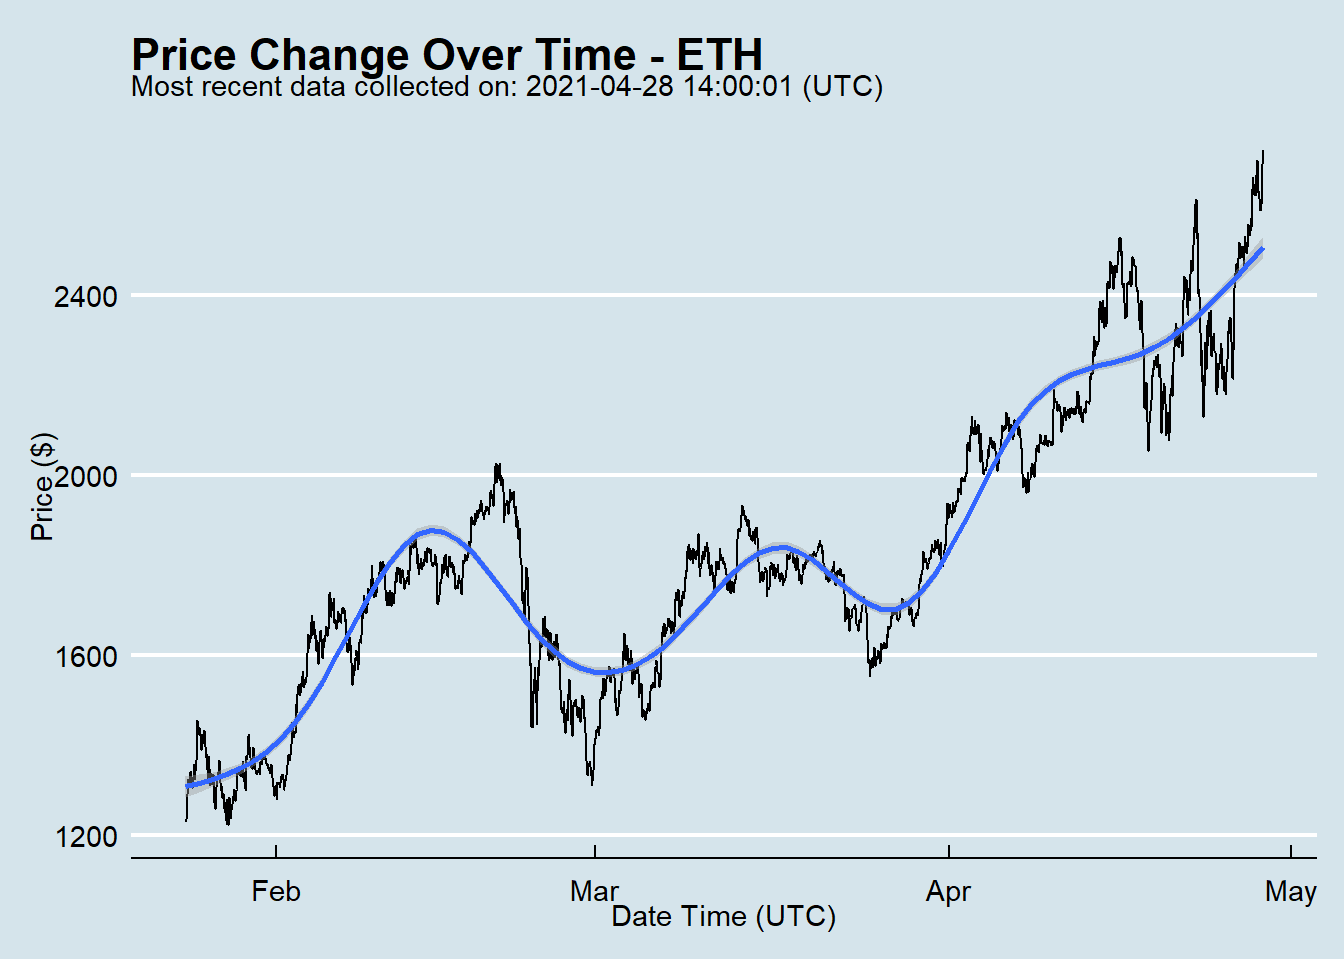 Price Change Over Time - ETH
Most recent data collected on: 2021-04-28 14:00:01 (UTC)
Price ($)
2400
2000
1600
1200
Feb
Mar
Apr
May
Date Time (UTC)